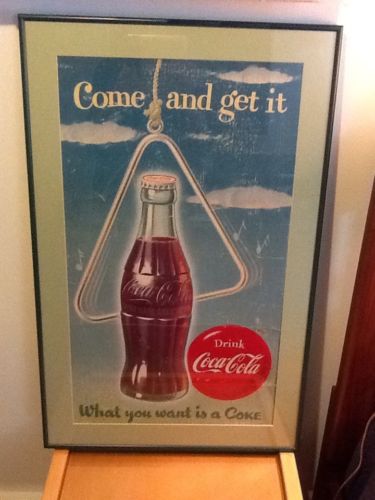 Come and get it
Coca-Cola
Drink
Coca-Cola
What you want is a COKE